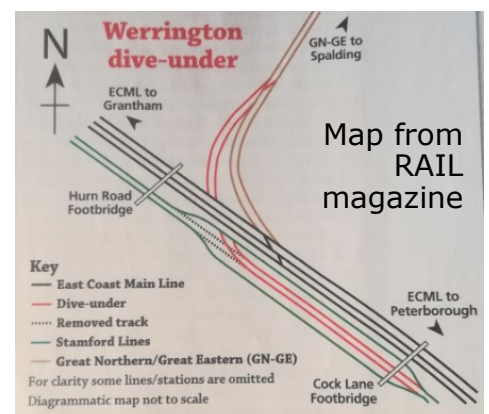 Werrington
dive-under
N
GN-GE to
Spalding
ECML to
Grantham
Map from
RAIL
magazine
Hurn Road
Footbridge
Key
East Coast Main Line
Dive-under
Removed track
Stamford Lines
Great Northern/Great Eastern (GN-GE)
For clarity some lines/stations are omitted
Diagrammatic map not to scale
ECML to
Peterborough
Cock Lane
Footbridge